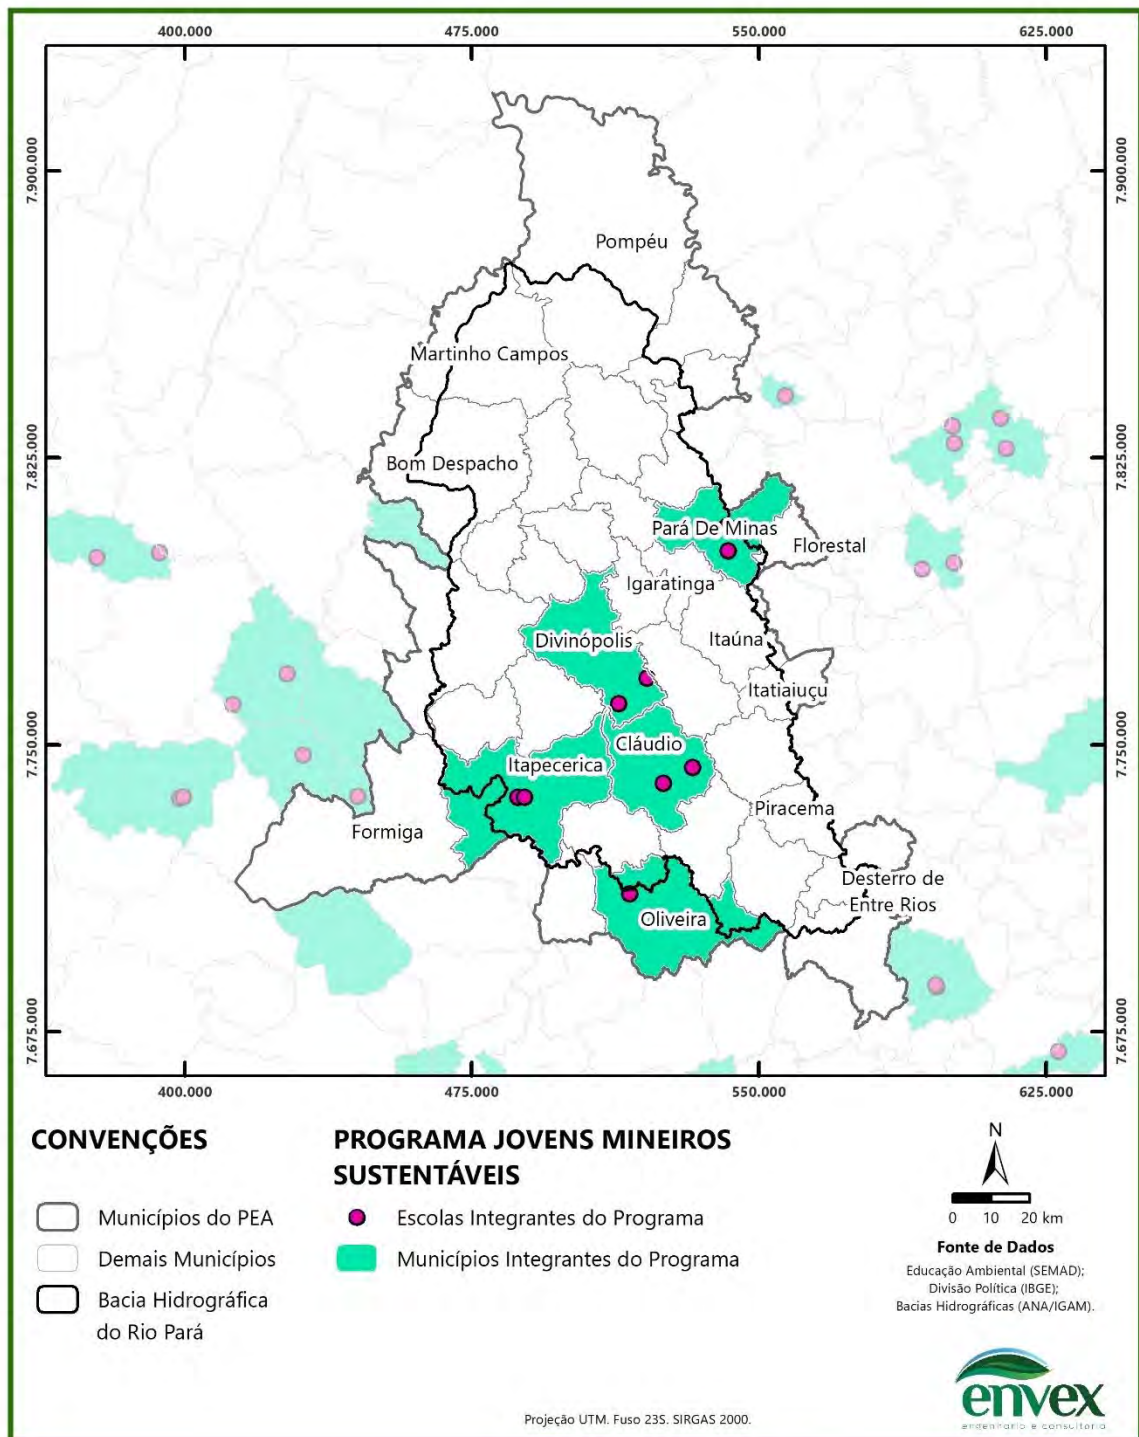 400.000
475.000
550.000
625.000
7.900.000
7.900.000
Pompéu
Martinho Campos
7.825.000
7.825.000
Bom Despacho
Pará De Minas
Florestal
Igaratinga
Divinópolis
Itaúna
Itatiaiuçu
7.750.000
7.750.000
Cláudio
Itapecerica
Piracema
Formiga
Desterro de
Entre Rios
Oliveira
7.675.000
7.675.000
400.000
475.000
550.000
625.000
CONVENÇÕES
Municípios do PEA
Demais Municípios
Bacia Hidrográfica
do Rio Pará
PROGRAMA JOVENS MINEIROS
SUSTENTÁVEIS
Escolas Integrantes do Programa
Municípios Integrantes do Programa
N
0 10 20 km
Fonte de Dados
Educação Ambiental (SEMAD);
Divisão Política (IBGE);
Bacias Hidrográficas (ANA/IGAM).
envex
engenharia e consultoria
Projeção UTM. Fuso 23S. SIRGAS 2000.